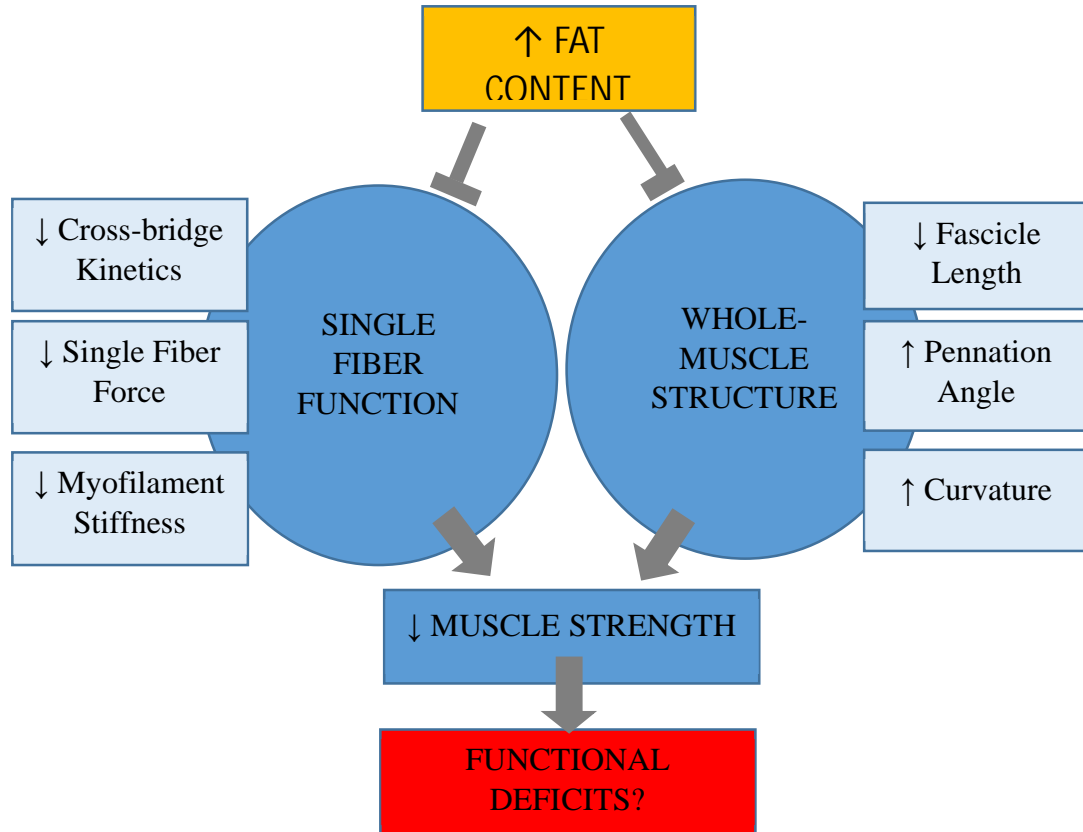 ↑ FAT
CONTENT
↓ Cross-bridge
Kinetics
↓ Single Fiber
Force
↓ Myofilament
Stiffness
SINGLE
FIBER
FUNCTION
WHOLE-
MUSCLE
STRUCTURE
↓ Fascicle
Length
↑ Pennation
Angle
↑ Curvature
↓ MUSCLE STRENGTH
FUNCTIONAL
DEFICITS?